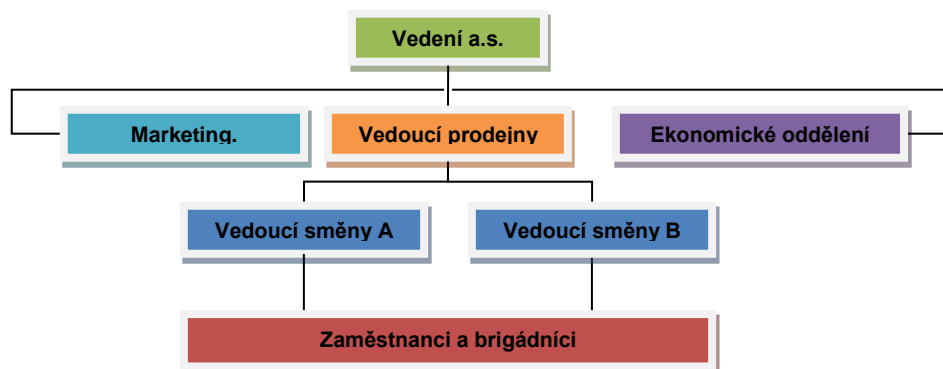 Vedení a.s.
Marketing.
Vedoucí prodejny
Ekonomické oddělení
Vedoucí směny A
Vedoucí směny B
Zaměstnanci a brigádníci